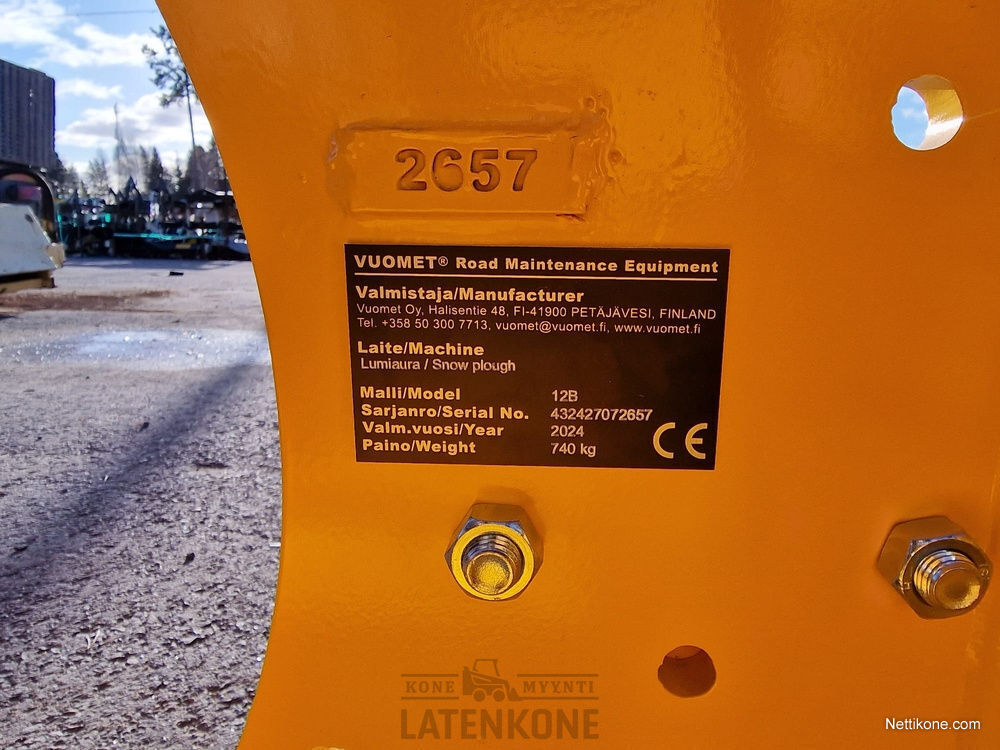 2657
VUOMET® Road Maintenance Equipment
Valmistaja/Manufacturer
Vuomet Oy, Halisentie 48, FI-41900 PETÄJÄVESI, FINLAND
Tel. +358 50 300 7713, vuomet@vuomet.fi, www.vuomet.fi
Laite/Machine
Lumiaura / Snow plough
Malli/Model 12B
Sarjanro/Serial No. 432427072657
Valm.vuosi/Year 2024
Paino/Weight 740 kg
CE
KONE MYYNTI
LATENKONE
Nettikone.com